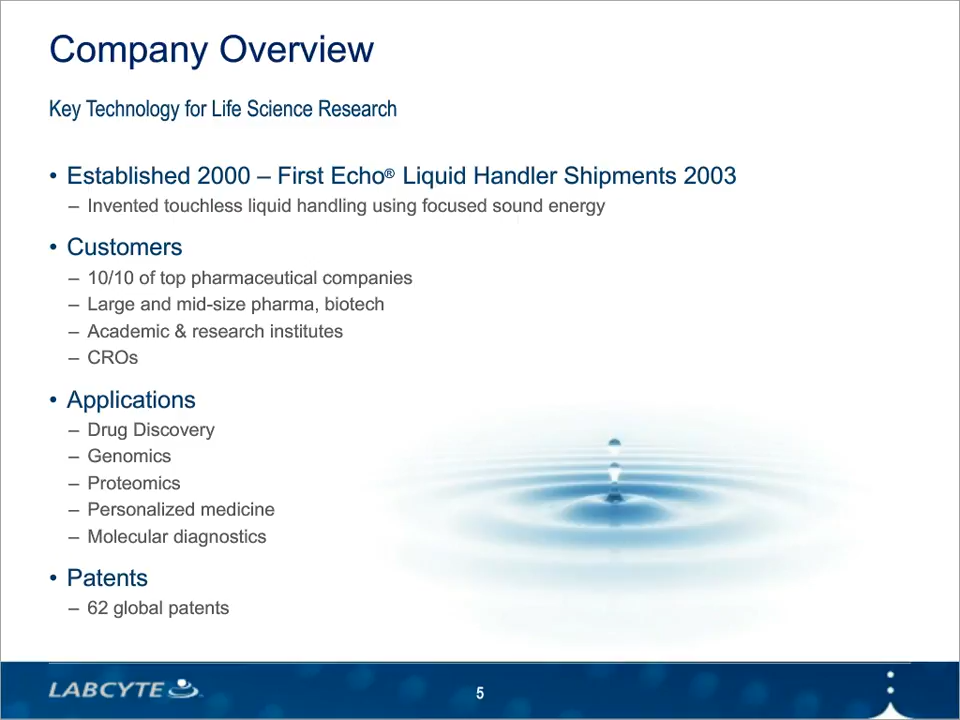 Company Overview
Key Technology for Life Science Research
• Established 2000 – First Echo® Liquid Handler Shipments 2003
– Invented touchless liquid handling using focused sound energy
• Customers
– 10/10 of top pharmaceutical companies
– Large and mid-size pharma, biotech
– Academic & research institutes
– CROs
• Applications
– Drug Discovery
– Genomics
– Proteomics
– Personalized medicine
– Molecular diagnostics
• Patents
– 62 global patents
LABCYTE
5